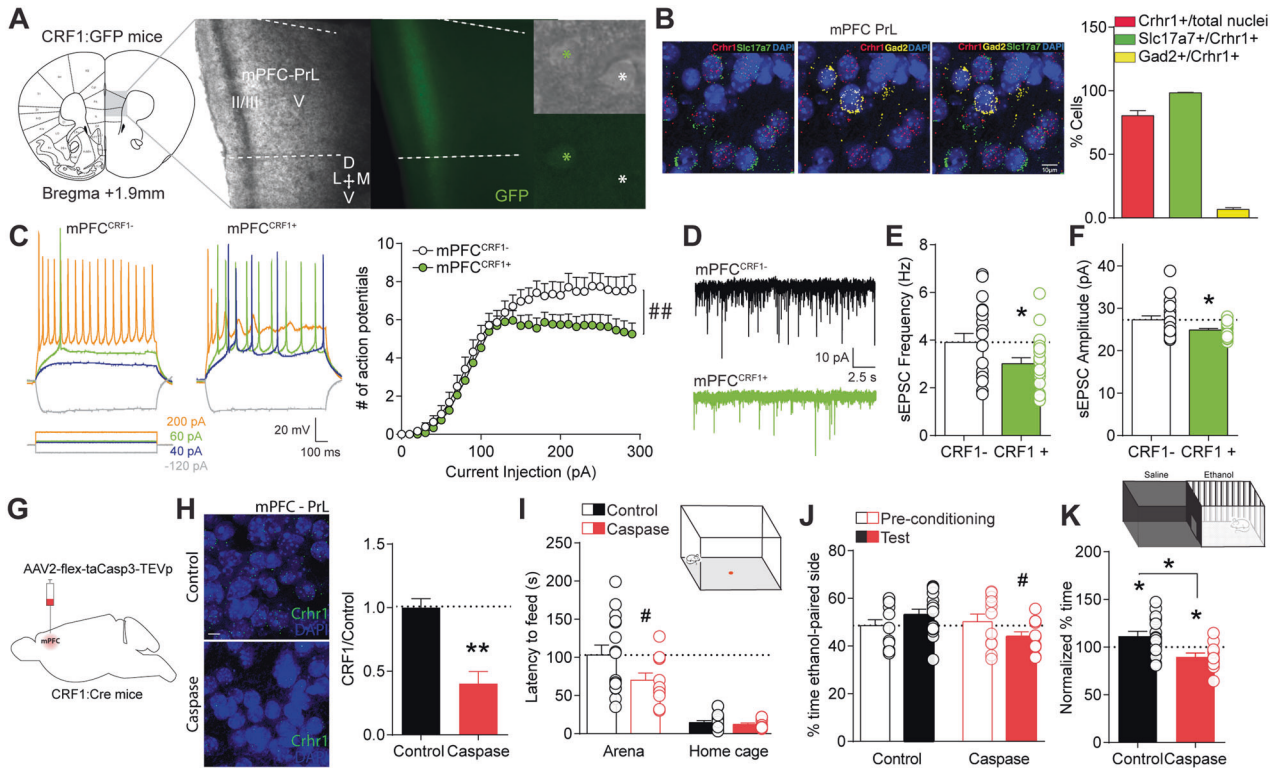 A
CRF1:GFP mice
Bregma +1.9mm
mPFC-PrL
II/III
V
D
L M
V
GFP
*
*
*
*
B
mPFC PrL
Crhr1 Slc17a7 DAPI
Crhr1 Gad2 DAPI
Crhr1 Gad2 Slc17a7 DAPI
10µm
Crhr1+/total nuclei
Slc17a7+/Crhr1+
Gad2+/Crhr1+
% Cells
100
50
0.0
C
mPFCCRF1-
mPFCCRF1+
200 pA
60 pA
40 pA
-120 pA
20 mV
100 ms
# of action potentials
10
8
6
4
2
0
mPFCCRF1-
mPFCCRF1+
##
0
100
200
300
Current Injection (pA)
D
mPFCCRF1-
10 pA
2.5 s
mPFCCRF1+
E
sEPSC Frequency (Hz)
8
6
4
2
0
*
CRF1-
CRF1 +
F
sEPSC Amplitude (pA)
40
30
20
10
0
*
CRF1-
CRF1 +
G
AAV2-flex-taCasp3-TEVp
mPFC
CRF1:Cre mice
H
mPFC - PrL
Control
Crhr1
DAPI
Caspase
Crhr1
DAPI
CRF1/Control
1.5
1.0
0.5
0.0
**
Control
Caspase
I
Control
Caspase
Latency to feed (s)
250
200
150
100
50
0
#
Arena
Home cage
J
Pre-conditioning
Test
% time ethanol-paired side
80
60
40
20
0
#
Control
Caspase
K
Saline
Ethanol
Normalized % time
200
150
100
50
0
*
*
*
Control
Caspase